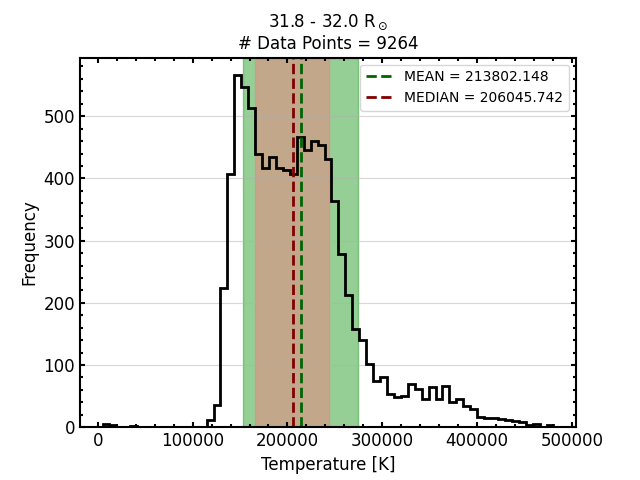 31.8 - 32.0 R⊙
# Data Points = 9264
MEAN = 213802.148
MEDIAN = 206045.742
Frequency
500
400
300
200
100
0
0 100000 200000 300000 400000 500000
Temperature [K]